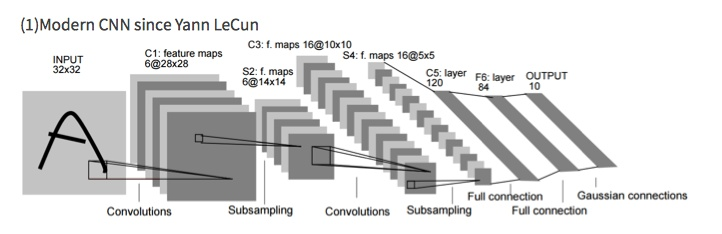 (1)Modern CNN since Yann LeCun
INPUT
32x32
C1: feature maps
6@28x28
C3: f. maps 16@10x10
S2: f. maps
6@14x14
S4: f. maps 16@5x5
C5: layer
120
F6: layer
84
OUTPUT
10
A
Convolutions
Subsampling
Convolutions
Subsampling
Full connection
Full connection
Gaussian connections